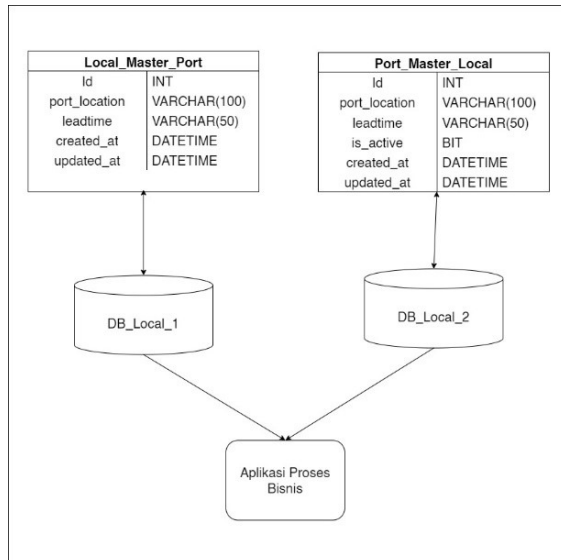 Local_Master_Port
Id INT
port_location VARCHAR(100)
leadtime VARCHAR(50)
created_at DATETIME
updated_at DATETIME
Port_Master_Local
Id INT
port_location VARCHAR(100)
leadtime VARCHAR(50)
is_active BIT
created_at DATETIME
updated_at DATETIME
DB_Local_1
DB_Local_2
Aplikasi Proses
Bisnis